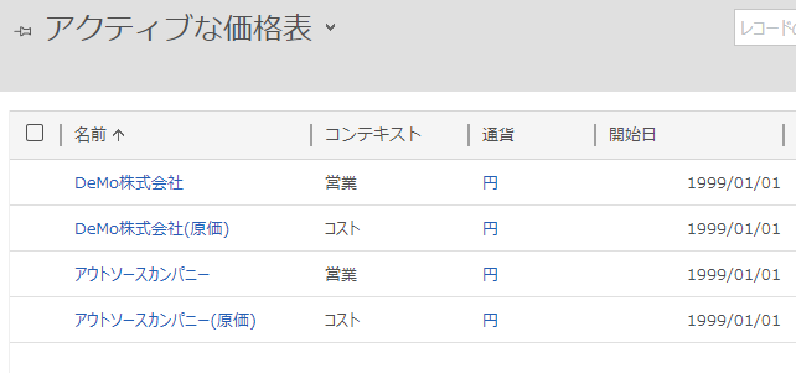 アクティブな価格表
レコードの
名前 コンテキスト 通貨 開始日
DeMo株式会社 営業 円 1999/01/01
DeMo株式会社(原価) コスト 円 1999/01/01
アウトソースカンパニー 営業 円 1999/01/01
アウトソースカンパニー(原価) コスト 円 1999/01/01